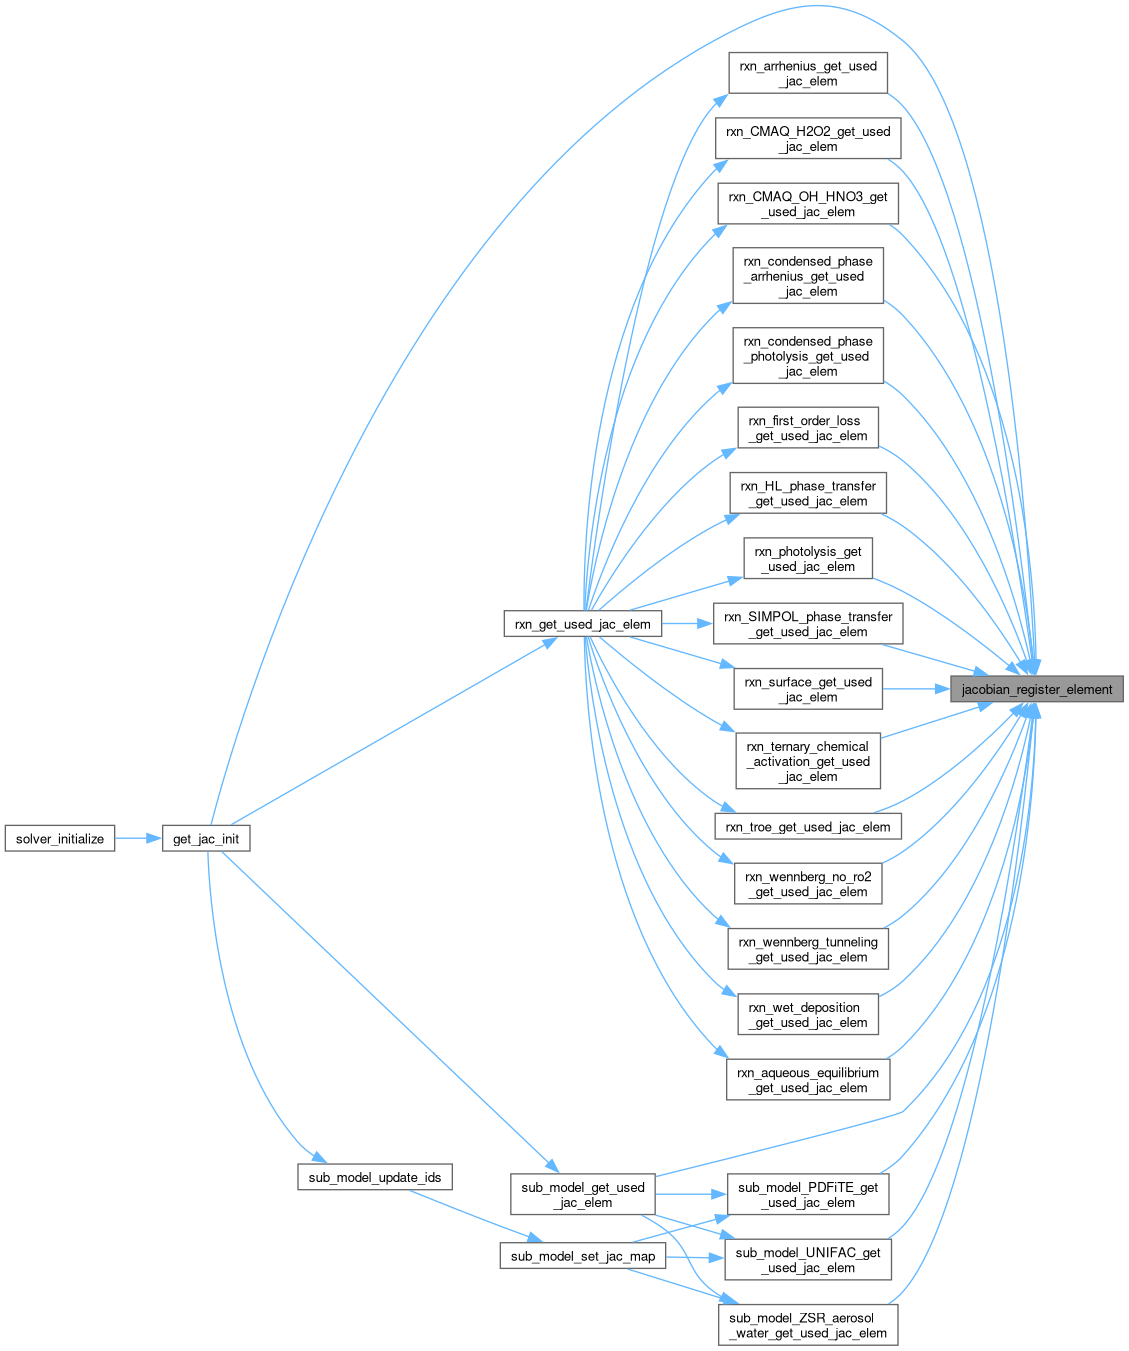 rxn_arrhenius_get_used
_jac_elem
rxn_CMAQ_H2O2_get_used
_jac_elem
rxn_CMAQ_OH_HNO3_get
_used_jac_elem
rxn_condensed_phase
_arrhenius_get_used
_jac_elem
rxn_condensed_phase
_photolysis_get_used
_jac_elem
rxn_first_order_loss
_get_used_jac_elem
rxn_HL_phase_transfer
_get_used_jac_elem
rxn_photolysis_get
_used_jac_elem
rxn_get_used_jac_elem
rxn_SIMPOL_phase_transfer
_get_used_jac_elem
rxn_surface_get_used
_jac_elem
jacobian_register_element
rxn_ternary_chemical
_activation_get_used
_jac_elem
rxn_troe_get_used_jac_elem
solver_initialize
get_jac_init
rxn_wennberg_no_ro2
_get_used_jac_elem
rxn_wennberg_tunneling
_get_used_jac_elem
rxn_wet_deposition
_get_used_jac_elem
rxn_aqueous_equilibrium
_get_used_jac_elem
sub_model_update_ids
sub_model_get_used
_jac_elem
sub_model_PDFiTE_get
_used_jac_elem
sub_model_set_jac_map
sub_model_UNIFAC_get
_used_jac_elem
sub_model_ZSR_aerosol
_water_get_used_jac_elem